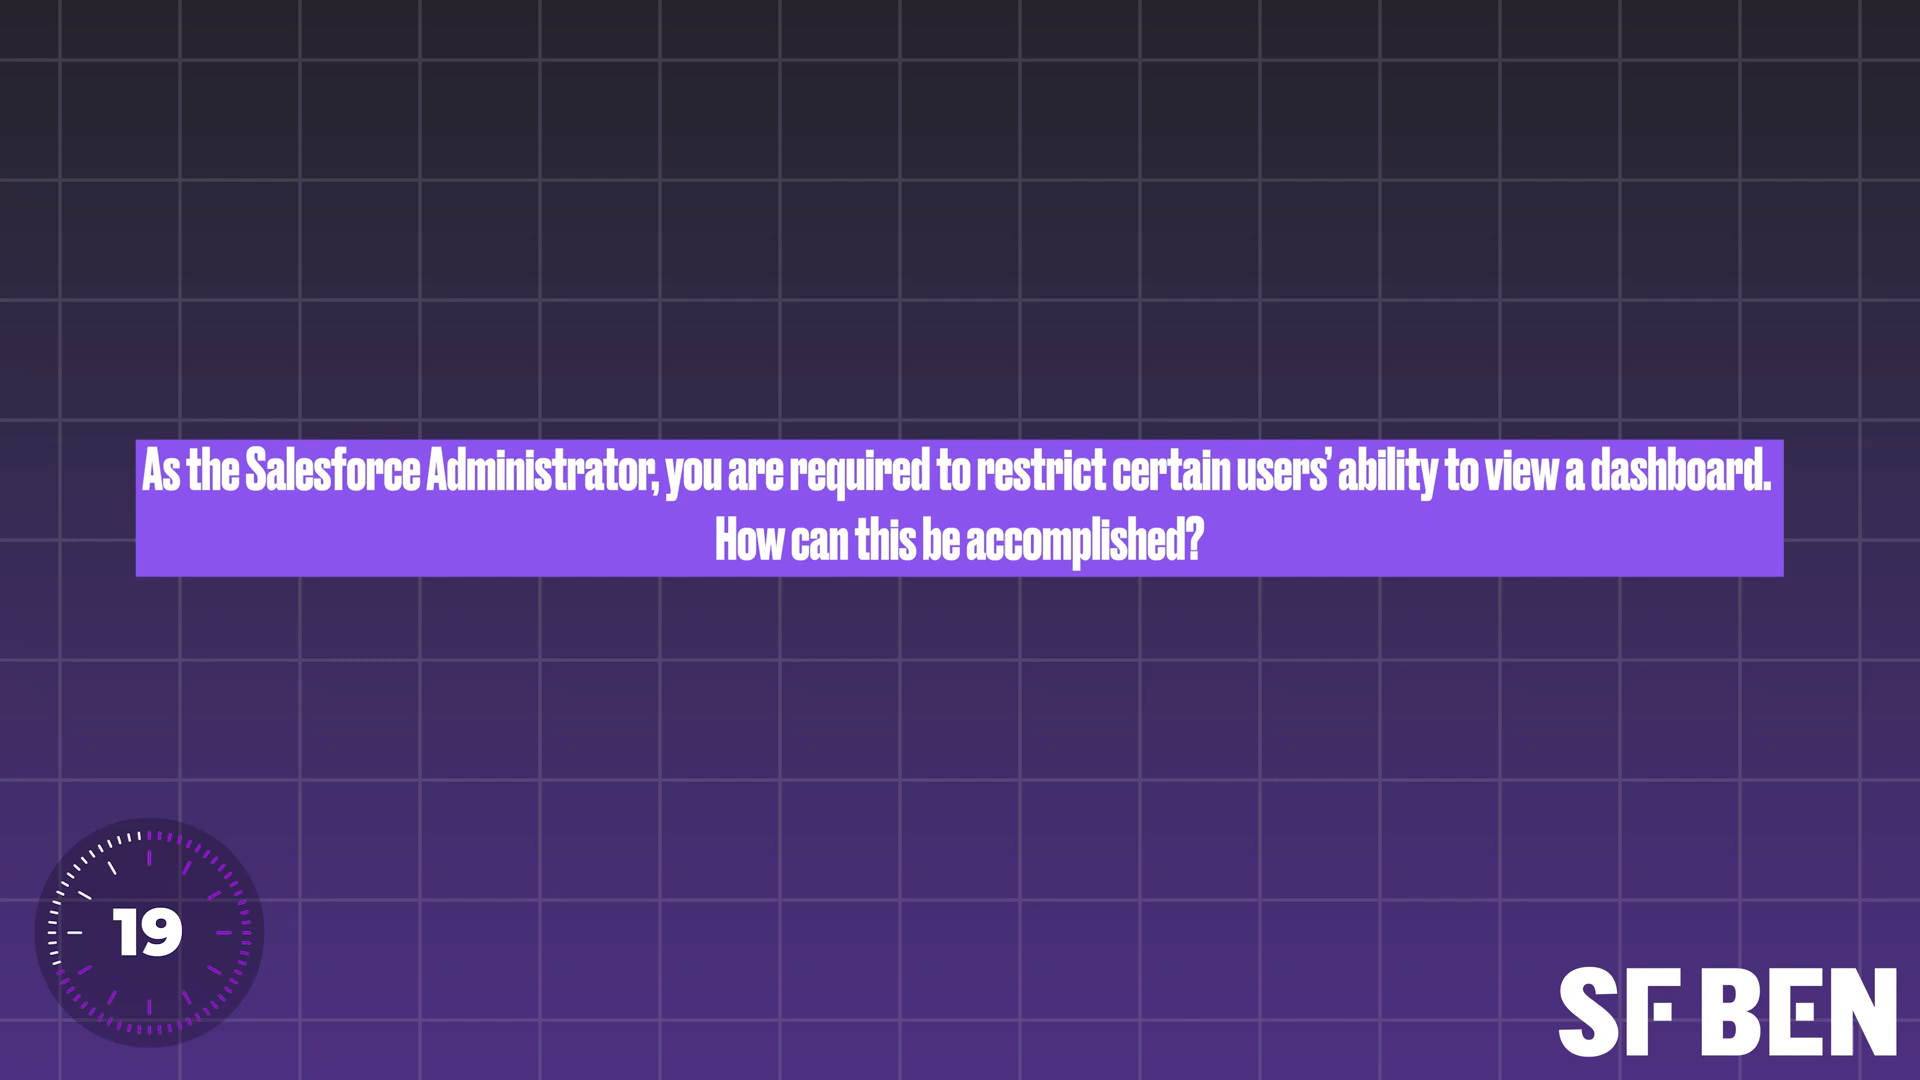 As the Salesforce Administrator, you are required to restrict certain users’ ability to view a dashboard.
How can this be accomplished?
19
SF BEN